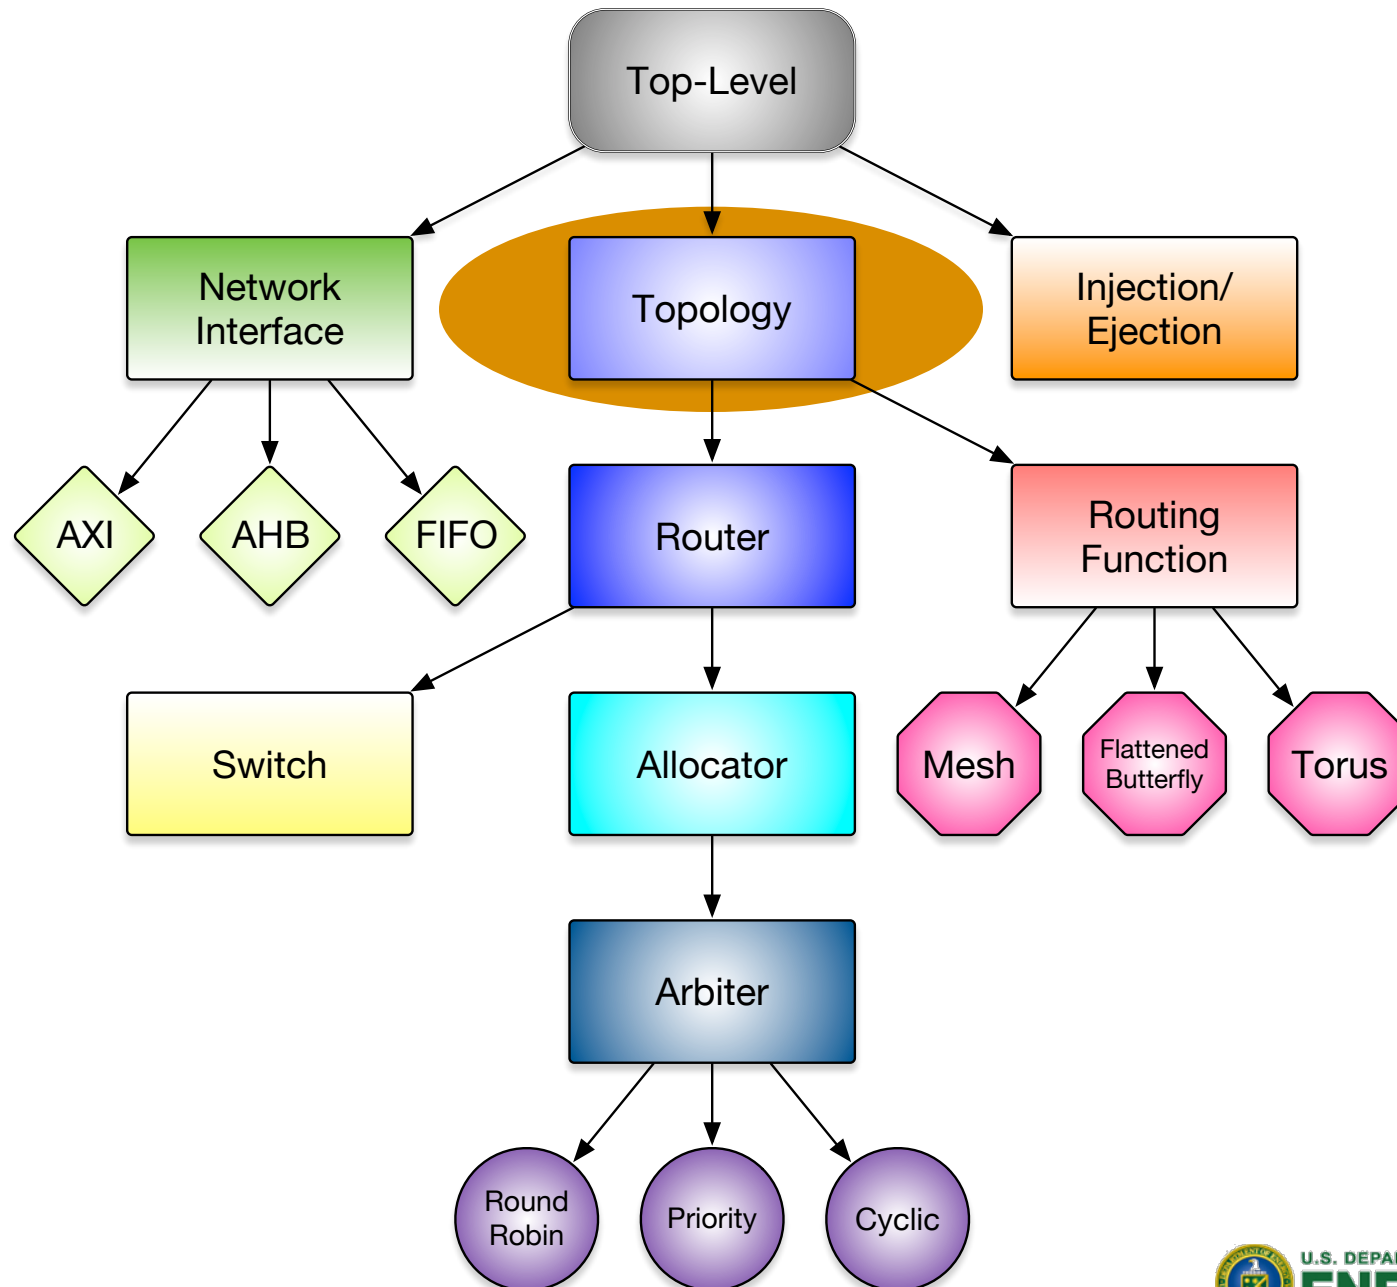 Top-Level
Network
Interface
Topology
Injection/
Ejection
AXI
AHB
FIFO
Router
Routing
Function
Switch
Allocator
Mesh
Flattened
Butterfly
Torus
Arbiter
Round
Robin
Priority
Cyclic
U.S.